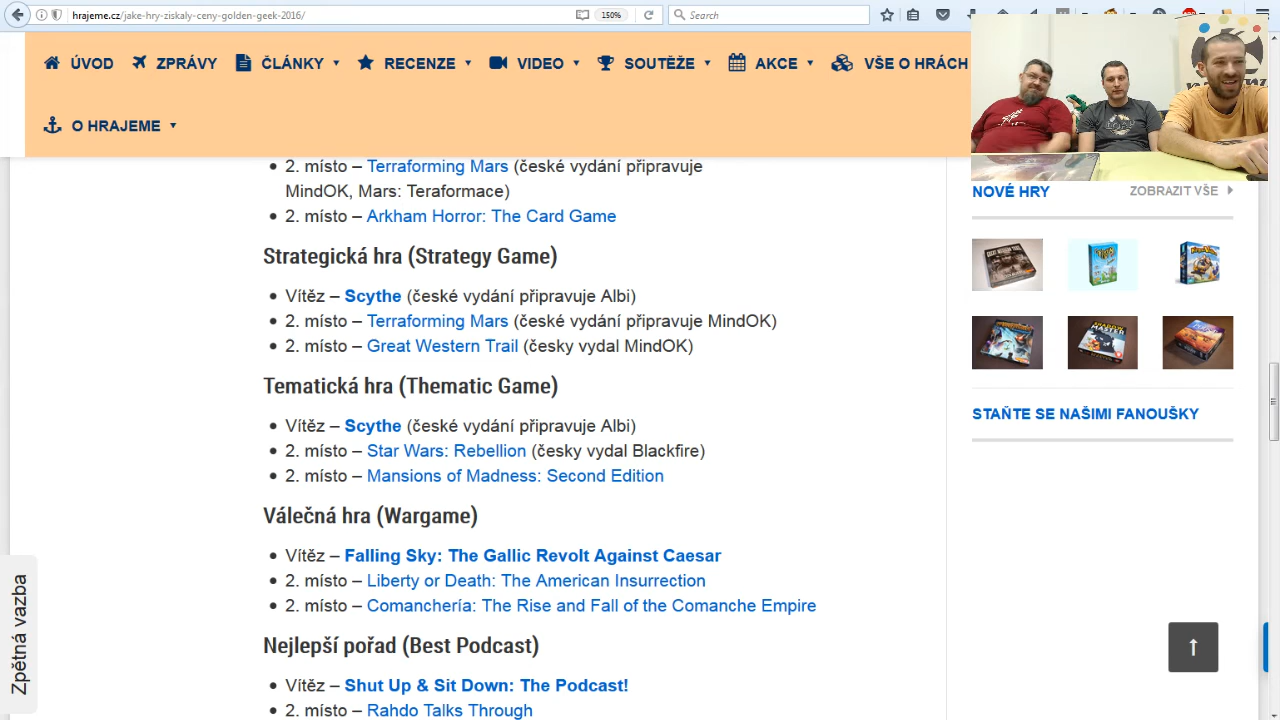 hrajeme.cz/jake-hry-ziskaly-ceny-golden-geek-2016/
150%
Search
ÚVOD
ZPRÁVY
ČLÁNKY
RECENZE
VIDEO
SOUTĚŽE
AKCE
VŠE O HRÁCH
O HRAJEME
2. místo – Terraforming Mars (české vydání připravuje
MindOK, Mars: Teraformace)
2. místo – Arkham Horror: The Card Game
Strategická hra (Strategy Game)
Vítěz – Scythe (české vydání připravuje Albi)
2. místo – Terraforming Mars (české vydání připravuje MindOK)
2. místo – Great Western Trail (česky vydal MindOK)
Tematická hra (Thematic Game)
Vítěz – Scythe (české vydání připravuje Albi)
2. místo – Star Wars: Rebellion (česky vydal Blackfire)
2. místo – Mansions of Madness: Second Edition
Válečná hra (Wargame)
Vítěz – Falling Sky: The Gallic Revolt Against Caesar
2. místo – Liberty or Death: The American Insurrection
2. místo – Comanchería: The Rise and Fall of the Comanche Empire
Nejlepší pořad (Best Podcast)
Vítěz – Shut Up & Sit Down: The Podcast!
2. místo – Rahdo Talks Through
NOVÉ HRY
ZOBRAZIT VŠE
STAŇTE SE NAŠIMI FANOUŠKY
Zpětná vazba